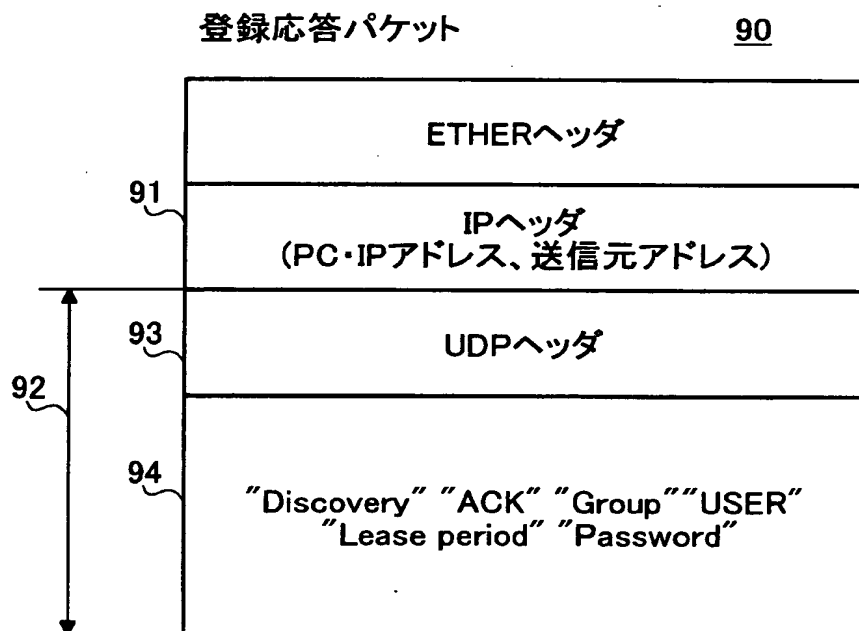 登録応答パケット 90
ETHERヘッダ
91
IPヘッダ
(PC・IPアドレス、送信元アドレス)
93
UDPヘッダ
92
94
"Discovery" "ACK" "Group""USER"
"Lease period" "Password"